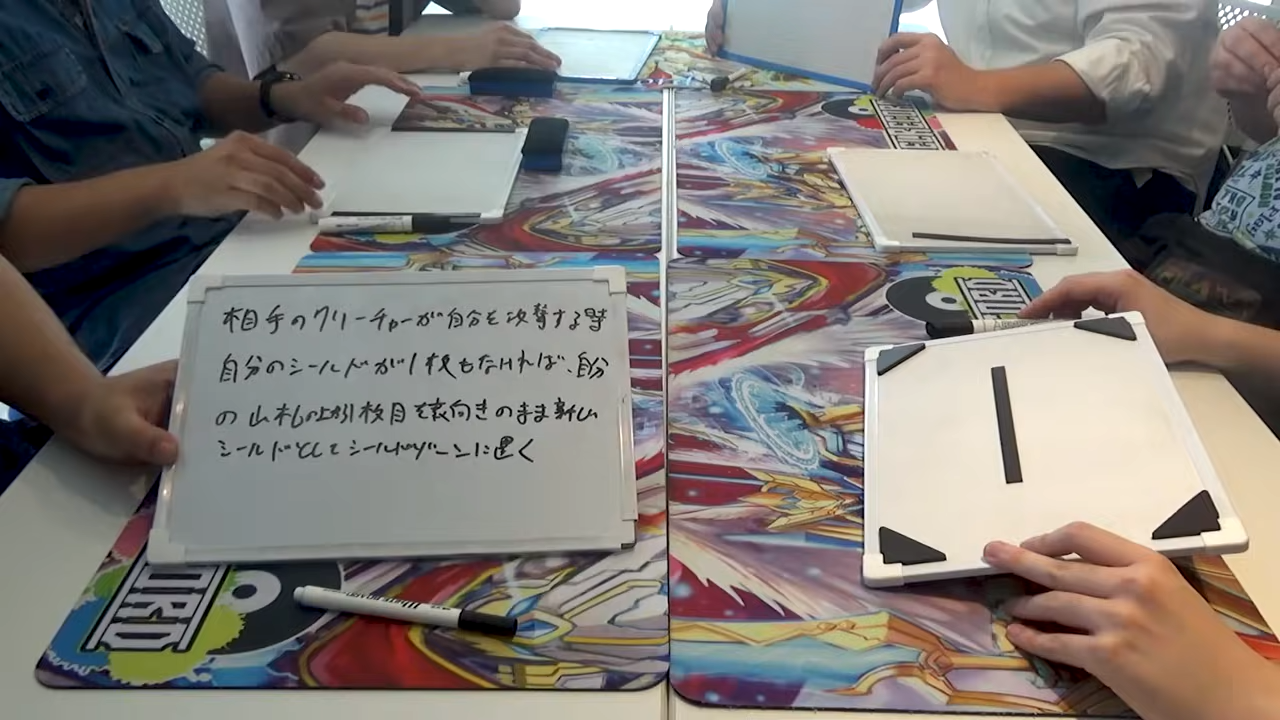 相手のクリーチャーが自分を攻撃する時
自分のシールドが1枚もなければ、自分
の山札の上から1枚目を裏向きのまま新しい
シールドとしてシールドゾーンに置く
DIRD